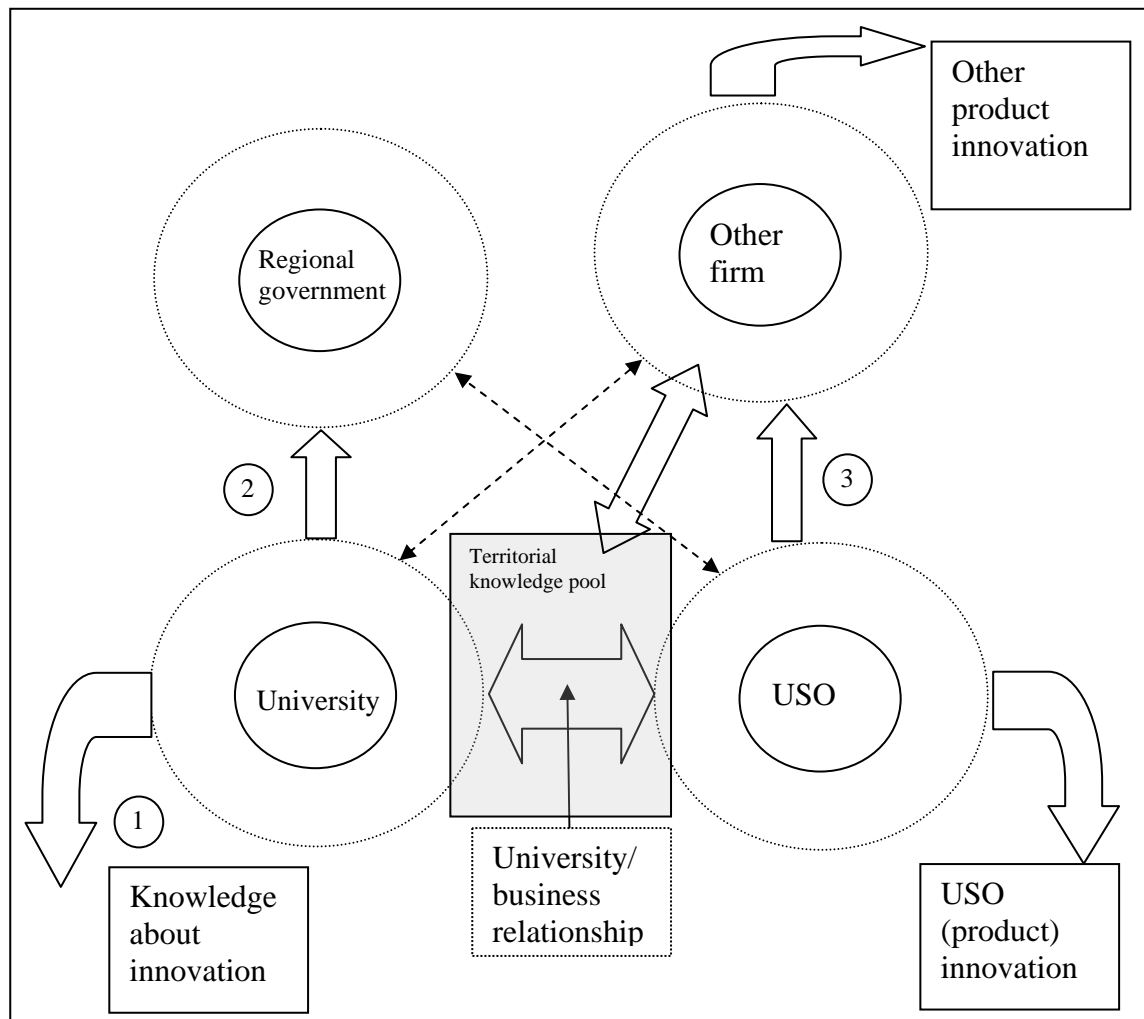 Other
product
innovation
Regional
government
Other
firm
2
3
Territorial
knowledge pool
University
USO
1
Knowledge
about
innovation
University/
business
relationship
USO
(product)
innovation